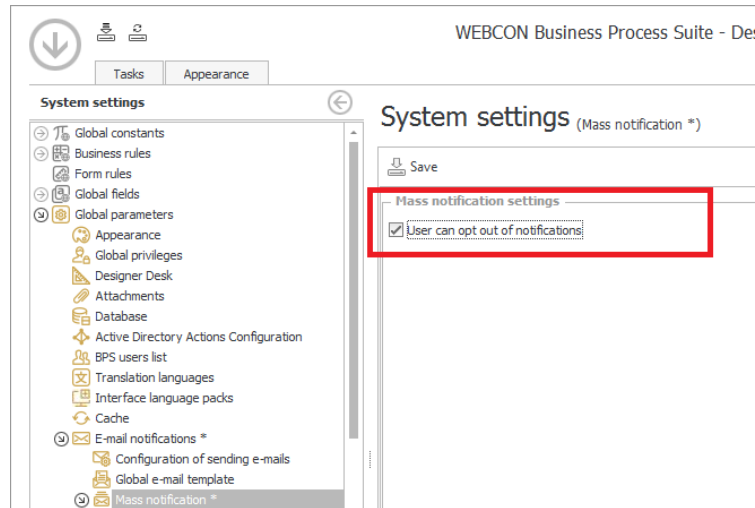 WEBCON Business Process Suite - Des
Tasks
Appearance
System settings
Global constants
Business rules
Form rules
Global fields
Global parameters
Appearance
Global privileges
Designer Desk
Attachments
Database
Active Directory Actions Configuration
BPS users list
Translation languages
Interface language packs
Cache
E-mail notifications *
Configuration of sending e-mails
Global e-mail template
Mass notification *
System settings (Mass notification *)
Save
Mass notification settings
User can opt out of notifications